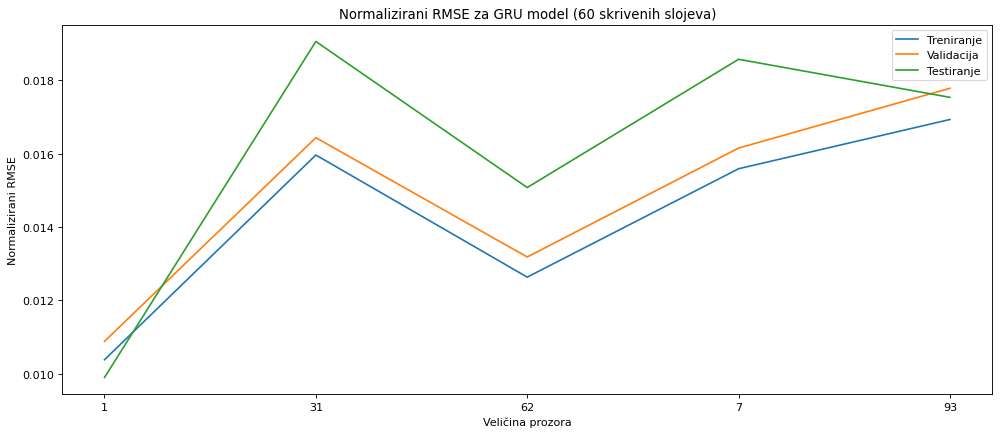 Normalizirani RMSE za GRU model (60 skrivenih slojeva)
Treniranje
Validacija
Testiranje
Normalizirani RMSE
0.018
0.016
0.014
0.012
0.010
1 31 62 7 93
Veličina prozora